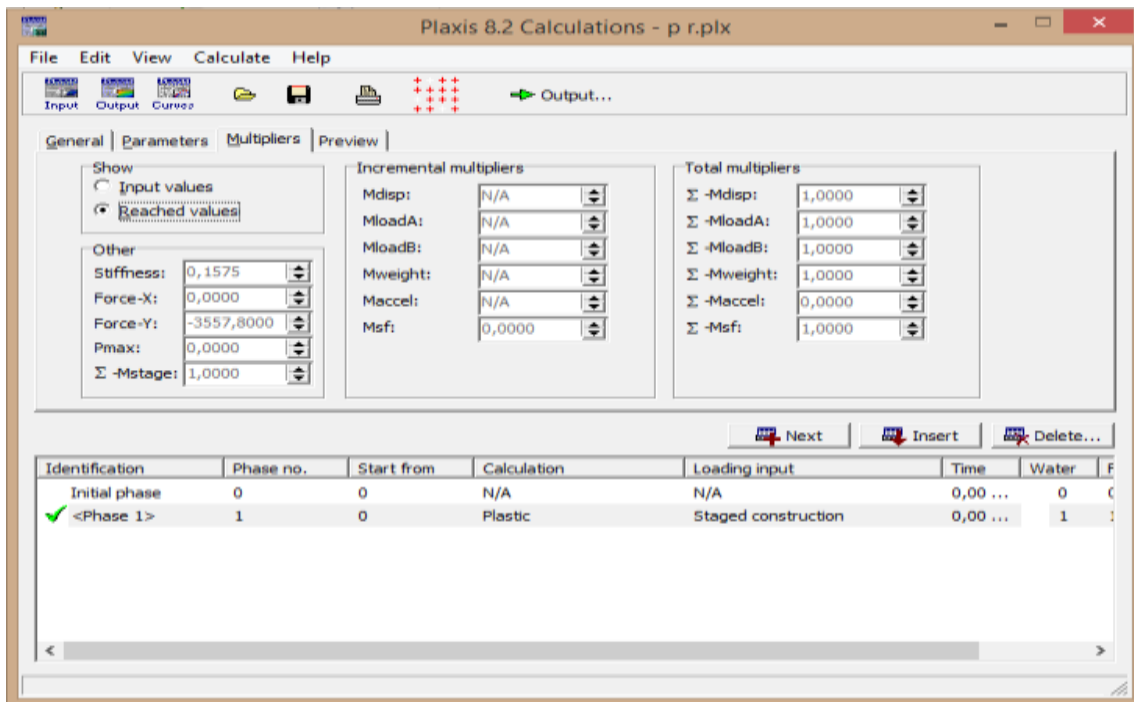 Plaxis 8.2 Calculations - p r.plx
File Edit View Calculate Help
Input Output Curves Output...
General Parameters Multipliers Preview
Show
Input values
Reached values
Other
Stiffness: 0,1575
Force-X: 0,0000
Force-Y: -3557,8000
Pmax: 0,0000
Σ -Mstage: 1,0000
Incremental multipliers
Mdisp: N/A
MloadA: N/A
MloadB: N/A
Mweight: N/A
Maccel: N/A
Msf: 0,0000
Total multipliers
Σ -Mdisp: 1,0000
Σ -MloadA: 1,0000
Σ -MloadB: 1,0000
Σ -Mweight: 1,0000
Σ -Maccel: 0,0000
Σ -Msf: 1,0000
Next Insert Delete...
Identification Phase no. Start from Calculation Loading input Time Water F
Initial phase 0 0 N/A N/A 0,00 ... 0
<Phase 1> 1 0 Plastic Staged construction 0,00 ... 1